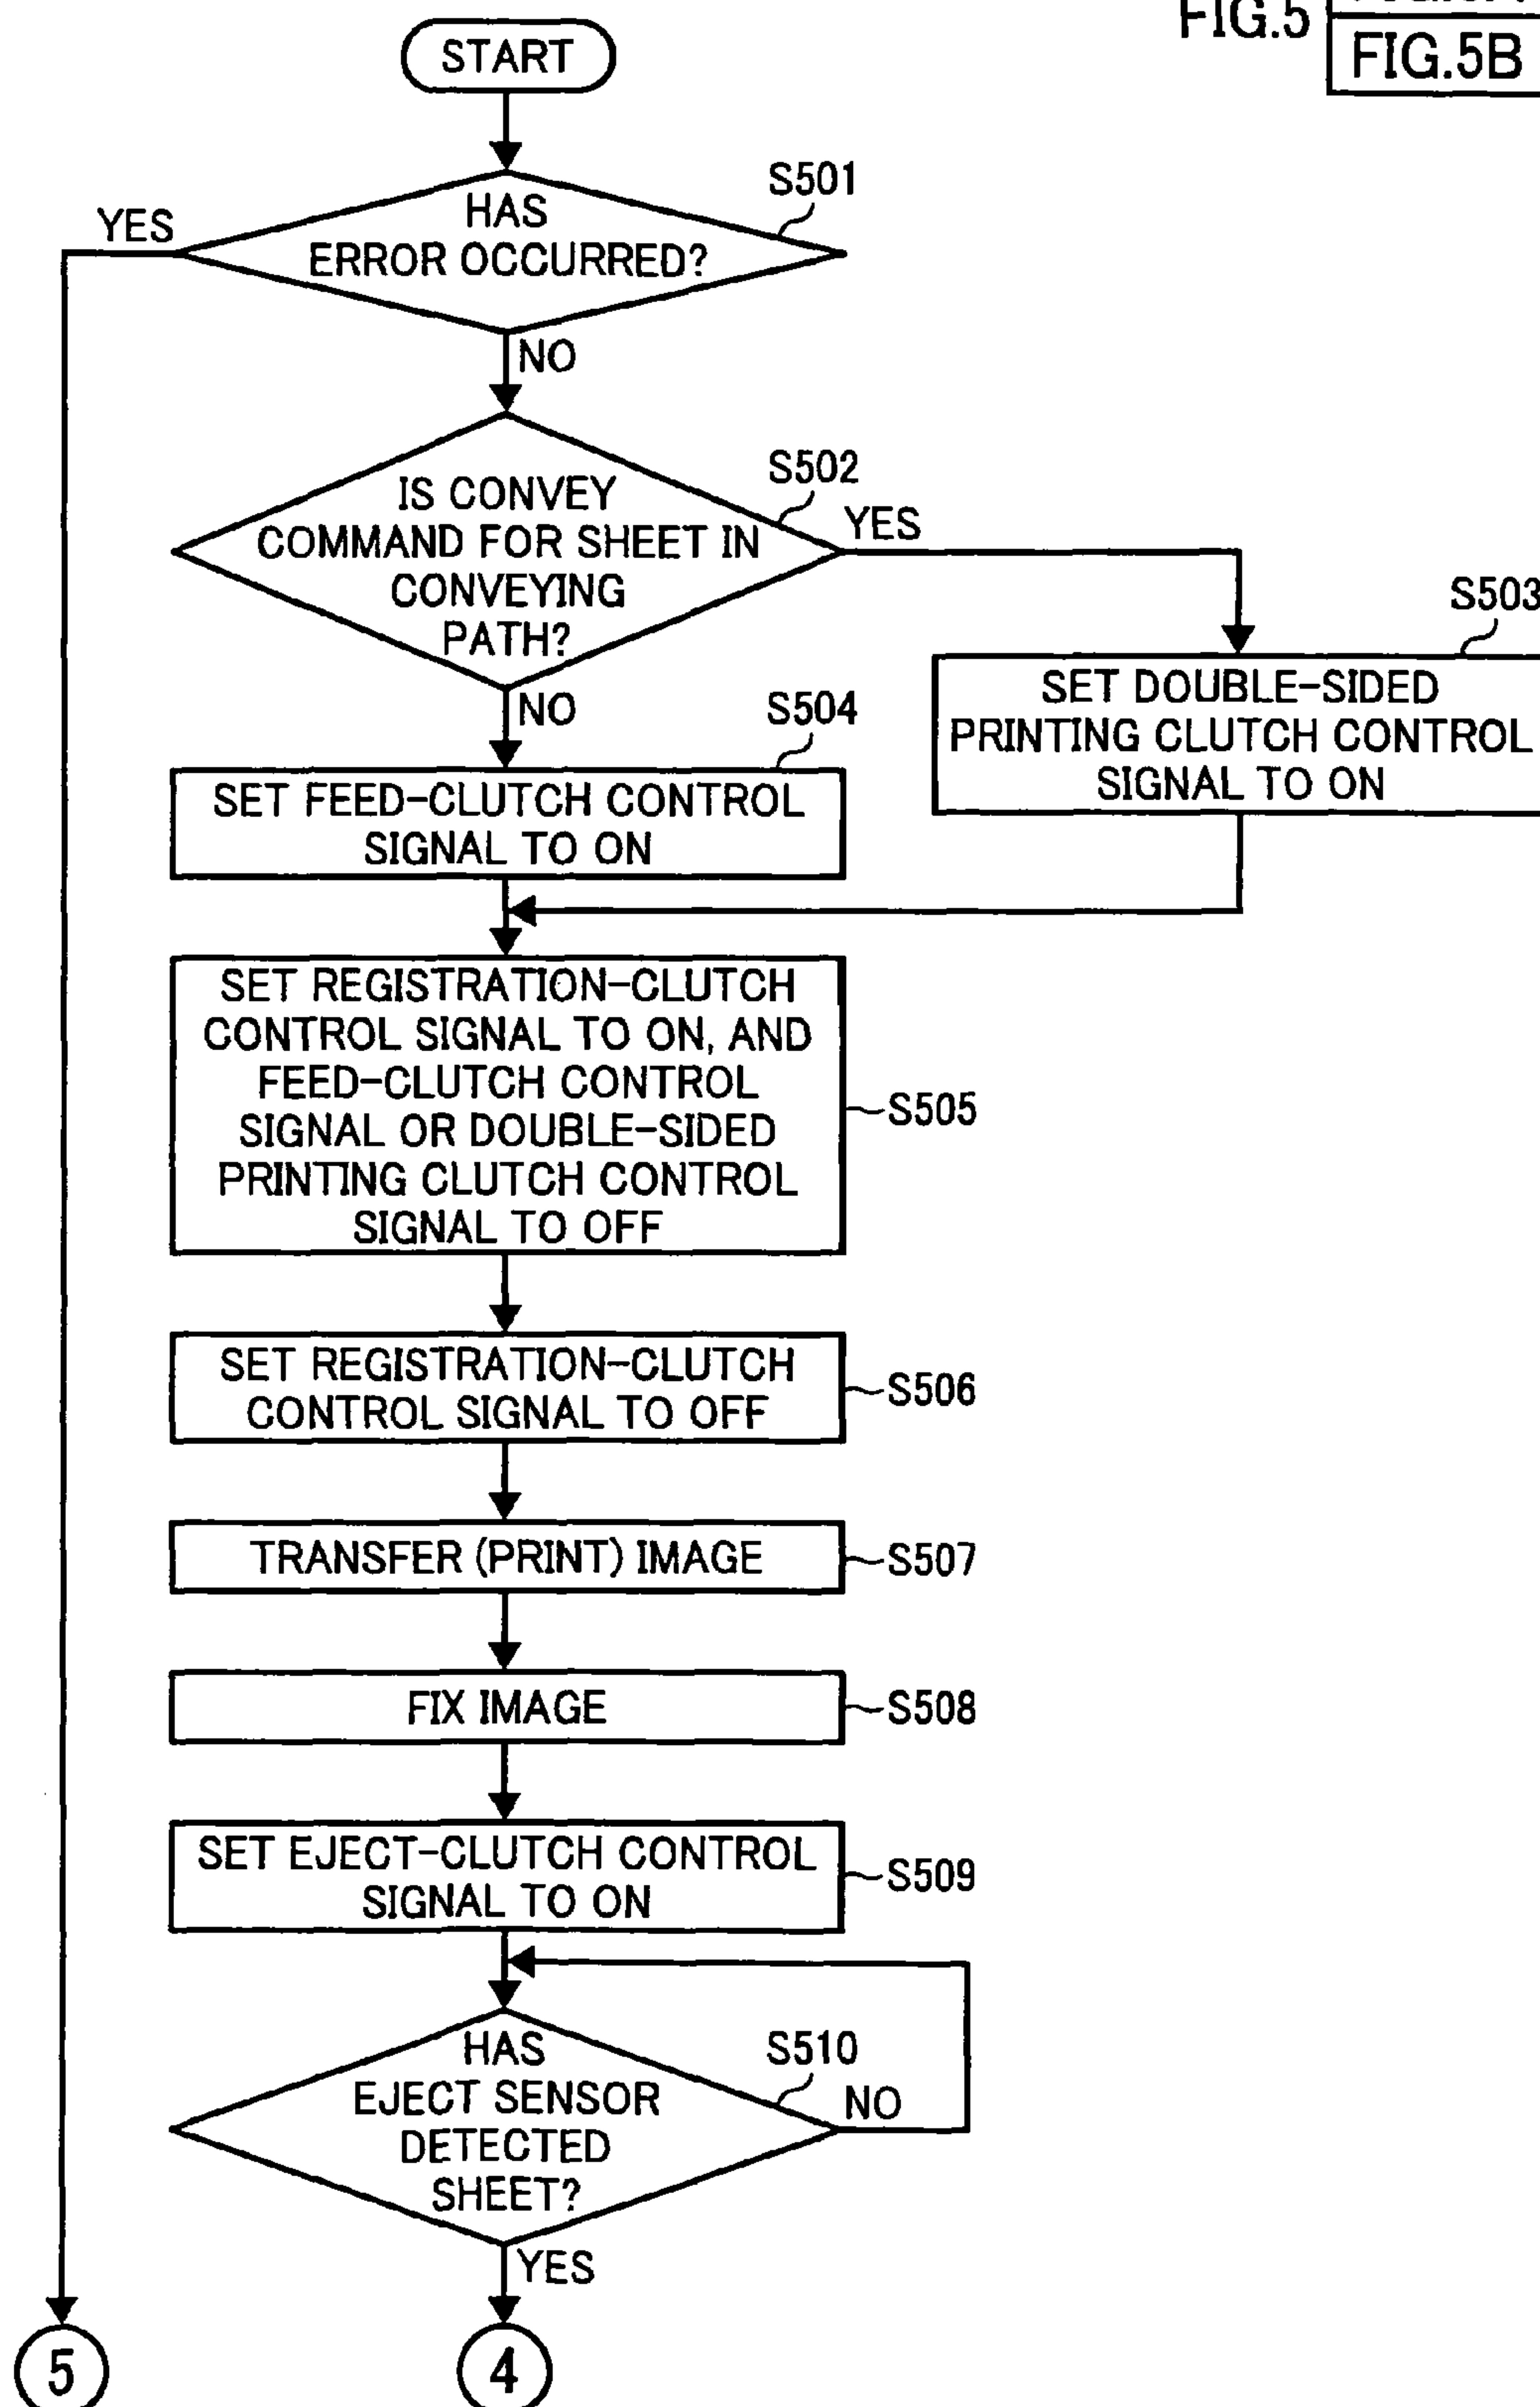 FIG.5
FIG.5B
START
S501
YES
HAS
ERROR OCCURRED?
NO
S502
IS CONVEY
COMMAND FOR SHEET IN
CONVEYING
PATH?
YES
S503
SET DOUBLE-SIDED
PRINTING CLUTCH CONTROL
SIGNAL TO ON
NO
S504
SET FEED-CLUTCH CONTROL
SIGNAL TO ON
SET REGISTRATION-CLUTCH
CONTROL SIGNAL TO ON, AND
FEED-CLUTCH CONTROL
SIGNAL OR DOUBLE-SIDED
PRINTING CLUTCH CONTROL
SIGNAL TO OFF
S505
SET REGISTRATION-CLUTCH
CONTROL SIGNAL TO OFF
S506
TRANSFER (PRINT) IMAGE
S507
FIX IMAGE
S508
SET EJECT-CLUTCH CONTROL
SIGNAL TO ON
S509
HAS
EJECT SENSOR
DETECTED
SHEET?
S510
NO
YES
5
4